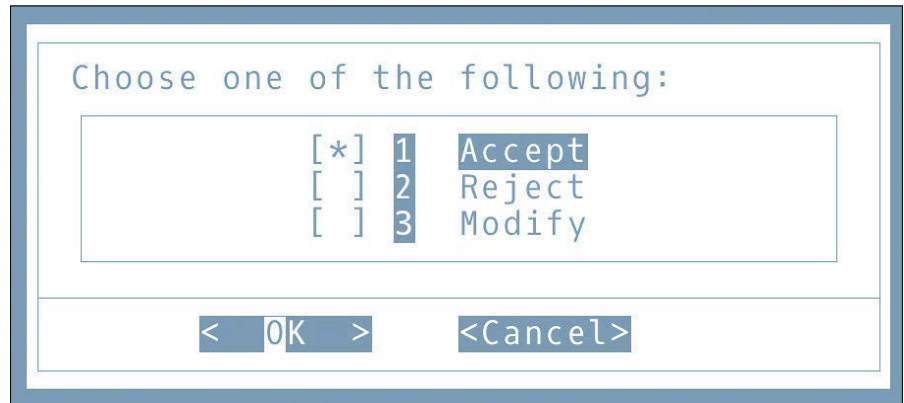 Choose one of the following:
[*] 1 Accept
[ ] 2 Reject
[ ] 3 Modify
< OK > <Cancel>